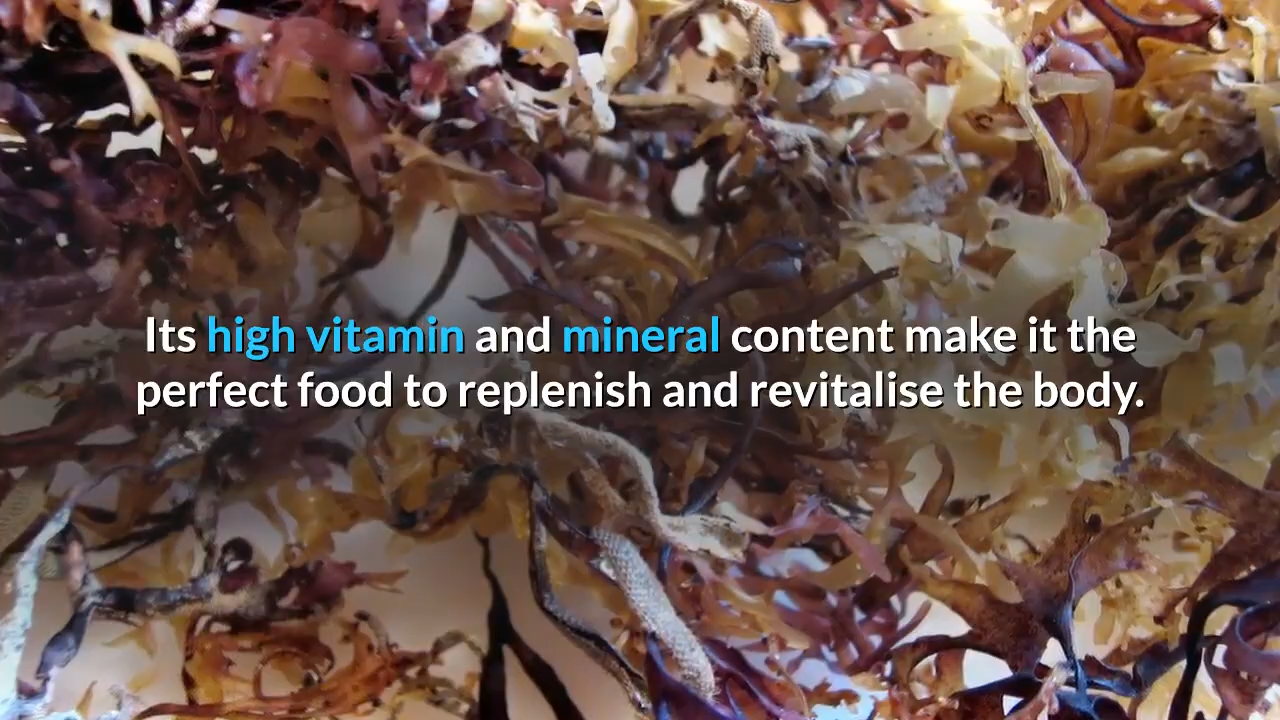 Its high vitamin and mineral content make it the
perfect food to replenish and revitalise the body.